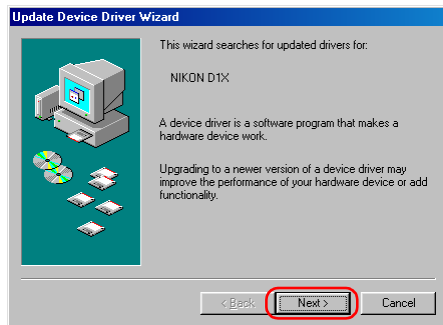 Update Device Driver Wizard
This wizard searches for updated drivers for:
NIKON D1X
A device driver is a software program that makes a
hardware device work.
Upgrading to a newer version of a device driver may
improve the performance of your hardware device or add
functionality.
< Back
Next >
Cancel